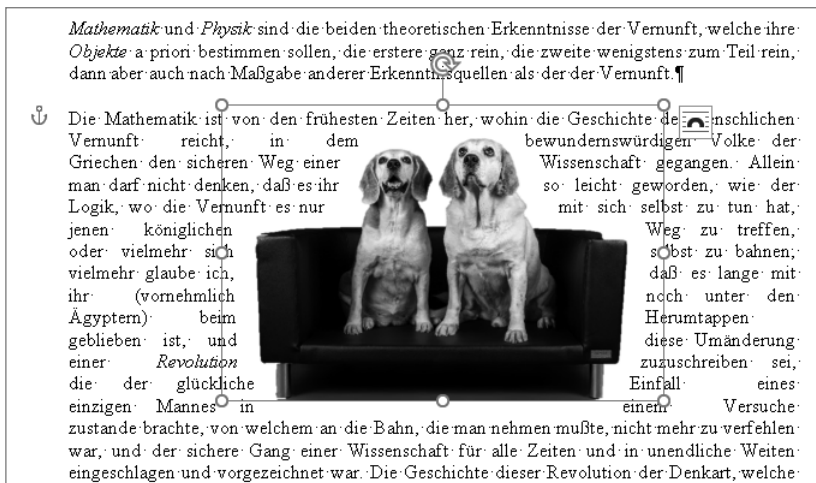 Mathematik und Physik sind die beiden theoretischen Erkenntnisse der Vernunft, welche ihre
Objekte a priori bestimmen sollen, die erstere ganz rein, die zweite wenigstens zum Teil rein,
dann aber auch nach Maßgabe anderer Erkenntnisquellen als der der Vernunft.¶
Die Mathematik ist von den frühesten Zeiten her, wohin die Geschichte des menschlichen
Vernunft reicht, in dem bewundernswürdigen Volke der
Griechen den sicheren Weg einer Wissenschaft gegangen. Allein
man darf nicht denken, daß es ihr so leicht geworden, wie der
Logik, wo die Vernunft es nur mit sich selbst zu tun hat,
jenen königlichen Weg zu treffen,
oder vielmehr sich selbst zu bahnen;
vielmehr glaube ich, daß es lange mit
ihr (vornehmlich noch unter den
Ägyptern) beim Herumtappen
geblieben ist, und diese Umänderung
einer Revolution zuzuschreiben sei,
die der glückliche Einfall eines
einzigen Mannes in einem Versuche
zustande brachte, von welchem an die Bahn, die man nehmen mußte, nicht mehr zu verfehlen
war, und der sichere Gang einer Wissenschaft für alle Zeiten und in unendliche Weiten
eingeschlagen und vorgezeichnet war. Die Geschichte dieser Revolution der Denkart, welche